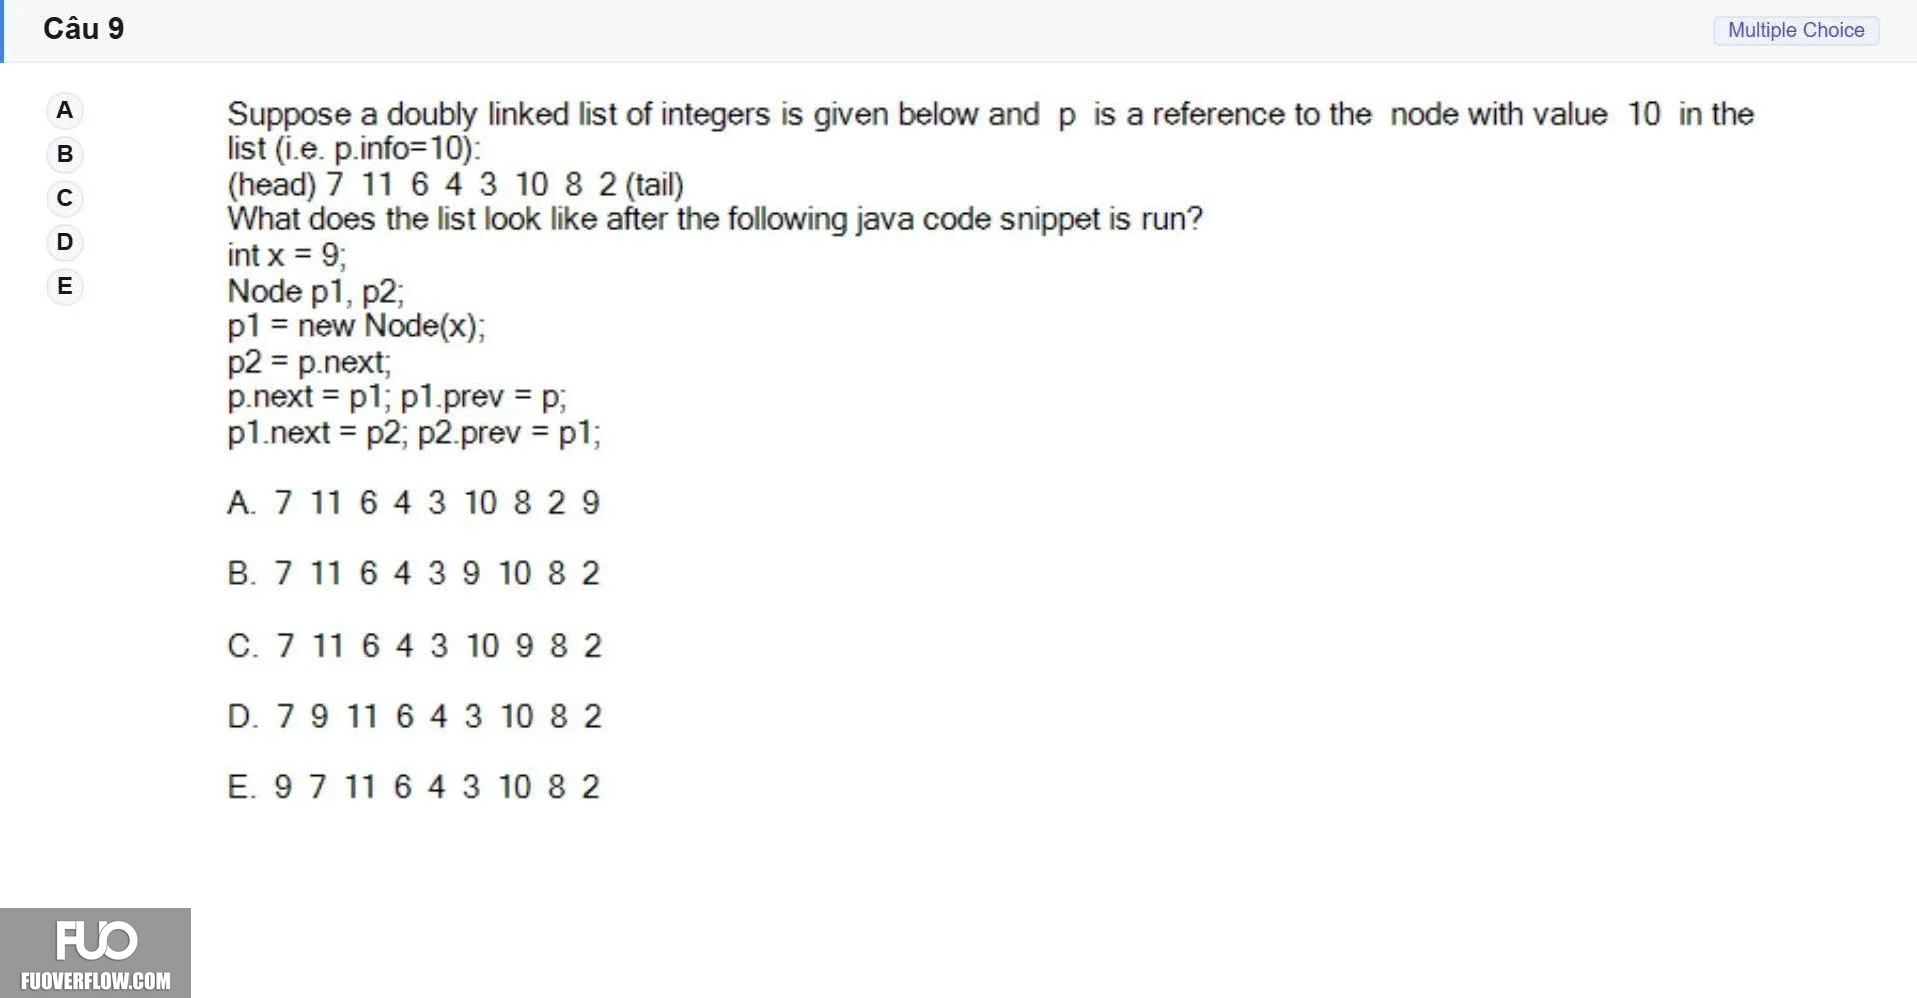 Câu 9
Multiple Choice
A
B
C
D
E
Suppose a doubly linked list of integers is given below and p is a reference to the node with value 10 in the
list (i.e. p.info=10):
(head) 7 11 6 4 3 10 8 2 (tail)
What does the list look like after the following java code snippet is run?
int x = 9;
Node p1, p2;
p1 = new Node(x);
p2 = p.next;
p.next = p1; p1.prev = p;
p1.next = p2; p2.prev = p1;
A. 7 11 6 4 3 10 8 2 9
B. 7 11 6 4 3 9 10 8 2
C. 7 11 6 4 3 10 9 8 2
D. 7 9 11 6 4 3 10 8 2
E. 9 7 11 6 4 3 10 8 2
FUO
FUOVERFLOW.COM